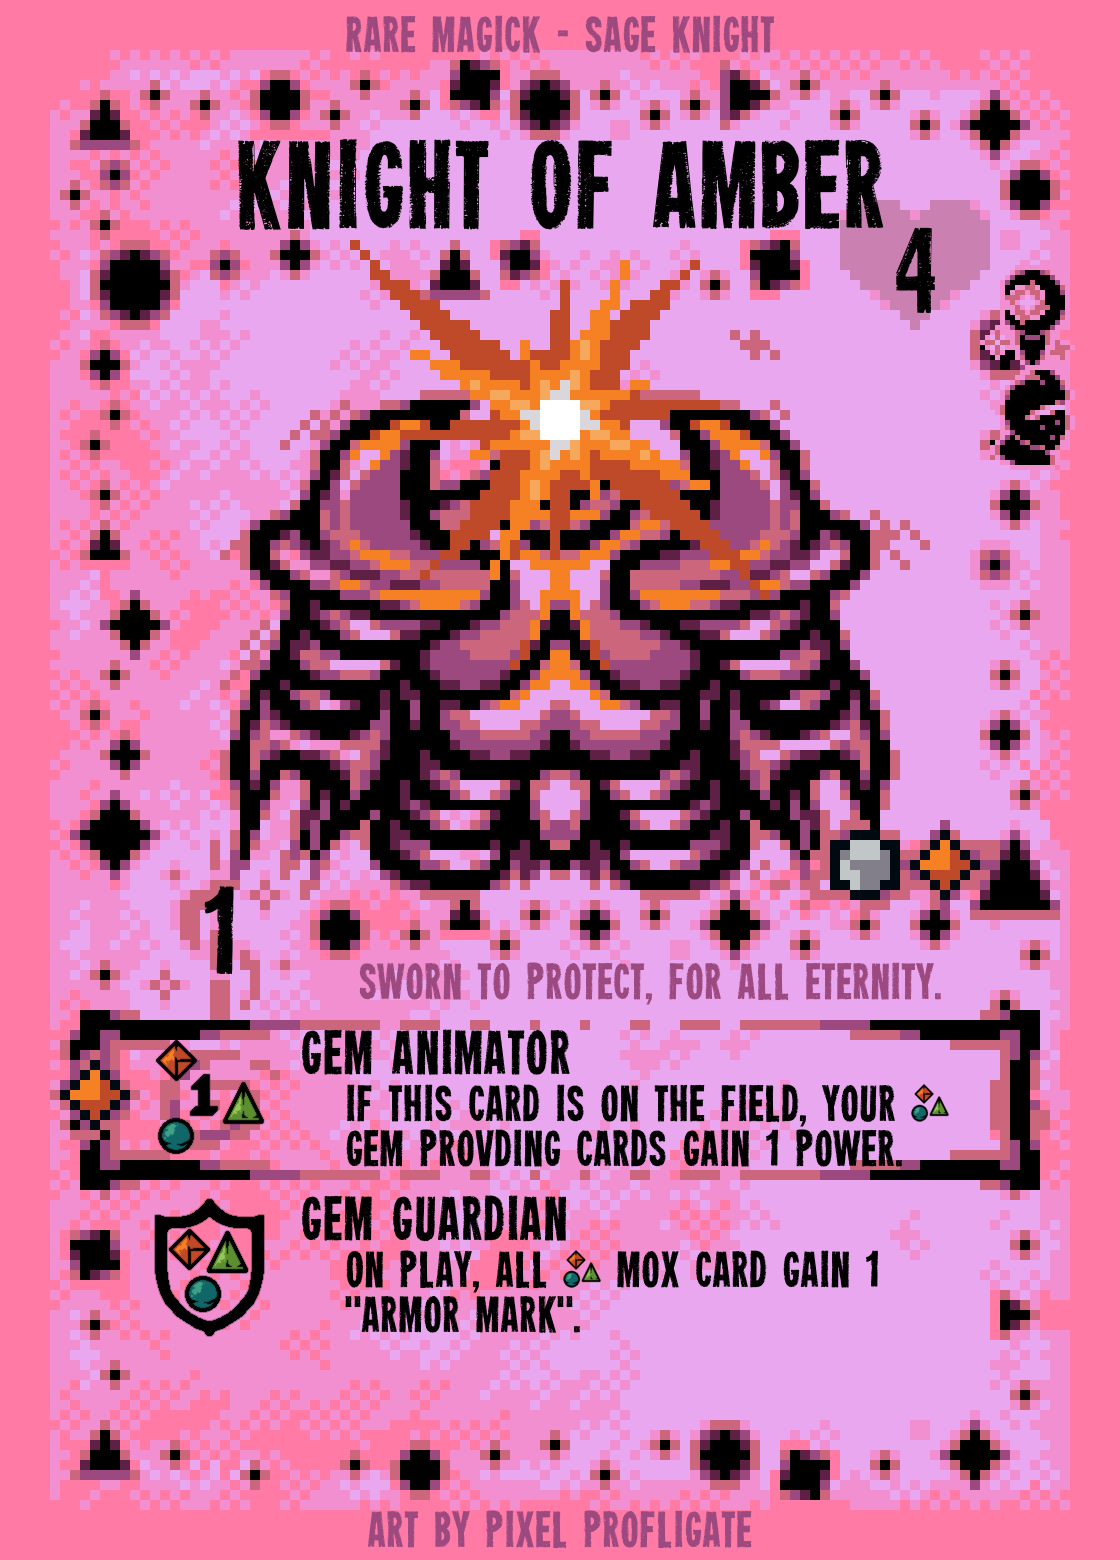 RARE MAGICK - SAGE KNIGHT
KNIGHT OF AMBER
4
1
SWORN TO PROTECT, FOR ALL ETERNITY.
GEM ANIMATOR
1
IF THIS CARD IS ON THE FIELD, YOUR
GEM PROVDING CARDS GAIN 1 POWER.
GEM GUARDIAN
ON PLAY, ALL MOX CARD GAIN 1
"ARMOR MARK".
ART BY PIXEL PROFLIGATE